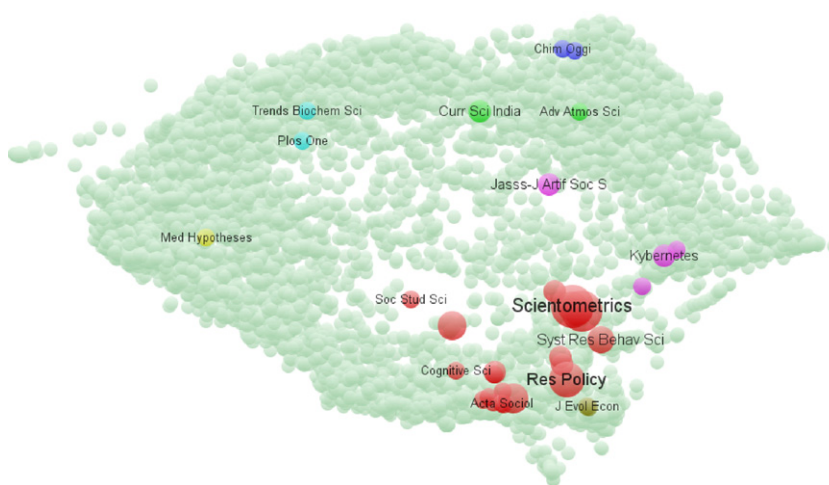 Chim Oggi
Trends Biochem Sci
Curr Sci India
Adv Atmos Sci
Plos One
Jasss-J Artif Soc S
Med Hypotheses
Kybernetes
Soc Stud Sci
Scientometrics
Syst Res Behav Sci
Cognitive Sci
Res Policy
Acta Sociol
J Evol Econ